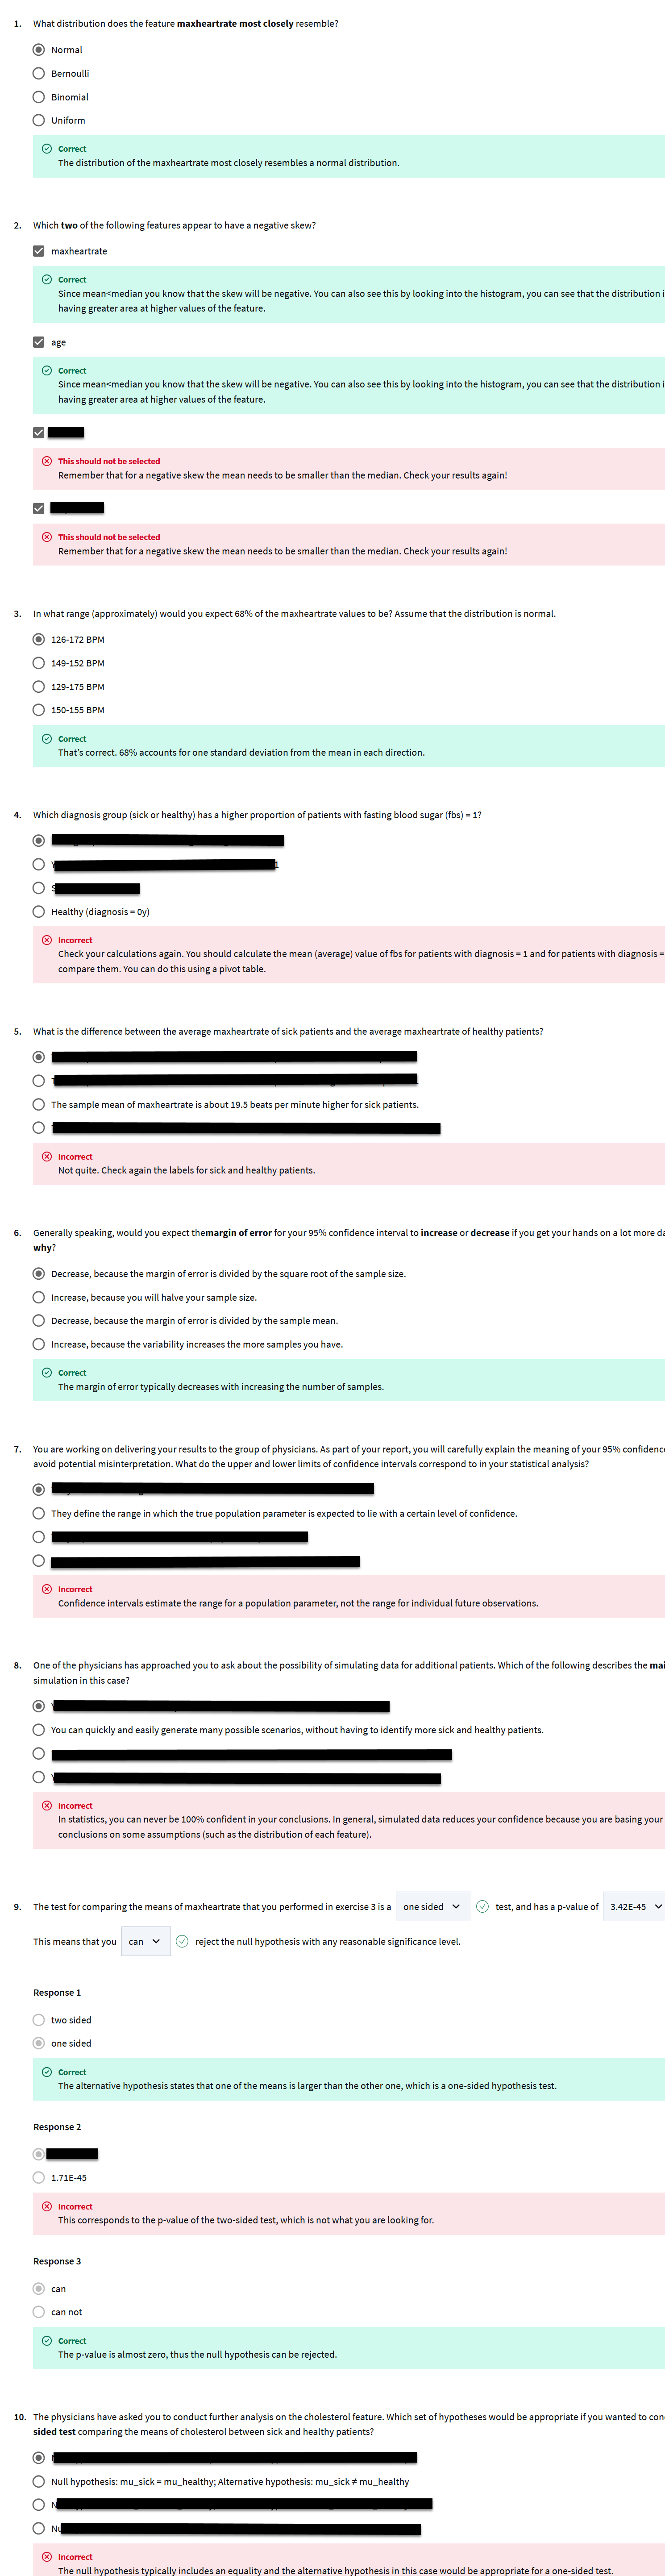 1. What distribution does the feature maxheartrate most closely resemble?
Normal
Bernoulli
Binomial
Uniform
Correct
The distribution of the maxheartrate most closely resembles a normal distribution.
2. Which two of the following features appear to have a negative skew?
maxheartrate
Correct
Since mean<median you know that the skew will be negative. You can also see this by looking into the histogram, you can see that the distribution i
having greater area at higher values of the feature.
age
Correct
Since mean<median you know that the skew will be negative. You can also see this by looking into the histogram, you can see that the distribution i
having greater area at higher values of the feature.
This should not be selected
Remember that for a negative skew the mean needs to be smaller than the median. Check your results again!
This should not be selected
Remember that for a negative skew the mean needs to be smaller than the median. Check your results again!
3. In what range (approximately) would you expect 68% of the maxheartrate values to be? Assume that the distribution is normal.
126-172 BPM
149-152 BPM
129-175 BPM
150-155 BPM
Correct
That's correct. 68% accounts for one standard deviation from the mean in each direction.
4. Which diagnosis group (sick or healthy) has a higher proportion of patients with fasting blood sugar (fbs) = 1?
Healthy (diagnosis = 0y)
Incorrect
Check your calculations again. You should calculate the mean (average) value of fbs for patients with diagnosis = 1 and for patients with diagnosis =
compare them. You can do this using a pivot table.
5. What is the difference between the average maxheartrate of sick patients and the average maxheartrate of healthy patients?
The sample mean of maxheartrate is about 19.5 beats per minute higher for sick patients.
Incorrect
Not quite. Check again the labels for sick and healthy patients.
6. Generally speaking, would you expect themargin of error for your 95% confidence interval to increase or decrease if you get your hands on a lot more da
why?
Decrease, because the margin of error is divided by the square root of the sample size.
Increase, because you will halve your sample size.
Decrease, because the margin of error is divided by the sample mean.
Increase, because the variability increases the more samples you have.
Correct
The margin of error typically decreases with increasing the number of samples.
7. You are working on delivering your results to the group of physicians. As part of your report, you will carefully explain the meaning of your 95% confidence
avoid potential misinterpretation. What do the upper and lower limits of confidence intervals correspond to in your statistical analysis?
They define the range in which the true population parameter is expected to lie with a certain level of confidence.
Incorrect
Confidence intervals estimate the range for a population parameter, not the range for individual future observations.
8. One of the physicians has approached you to ask about the possibility of simulating data for additional patients. Which of the following describes the mai
simulation in this case?
You can quickly and easily generate many possible scenarios, without having to identify more sick and healthy patients.
Incorrect
In statistics, you can never be 100% confident in your conclusions. In general, simulated data reduces your confidence because you are basing your
conclusions on some assumptions (such as the distribution of each feature).
9. The test for comparing the means of maxheartrate that you performed in exercise 3 is a one sided test, and has a p-value of 3.42E-45
This means that you can reject the null hypothesis with any reasonable significance level.
Response 1
two sided
one sided
Correct
The alternative hypothesis states that one of the means is larger than the other one, which is a one-sided hypothesis test.
Response 2
1.71E-45
Incorrect
This corresponds to the p-value of the two-sided test, which is not what you are looking for.
Response 3
can
can not
Correct
The p-value is almost zero, thus the null hypothesis can be rejected.
10. The physicians have asked you to conduct further analysis on the cholesterol feature. Which set of hypotheses would be appropriate if you wanted to con
sided test comparing the means of cholesterol between sick and healthy patients?
Null hypothesis: mu_sick = mu_healthy; Alternative hypothesis: mu_sick ≠ mu_healthy
Incorrect
The null hypothesis typically includes an equality and the alternative hypothesis in this case would be appropriate for a one-sided test.